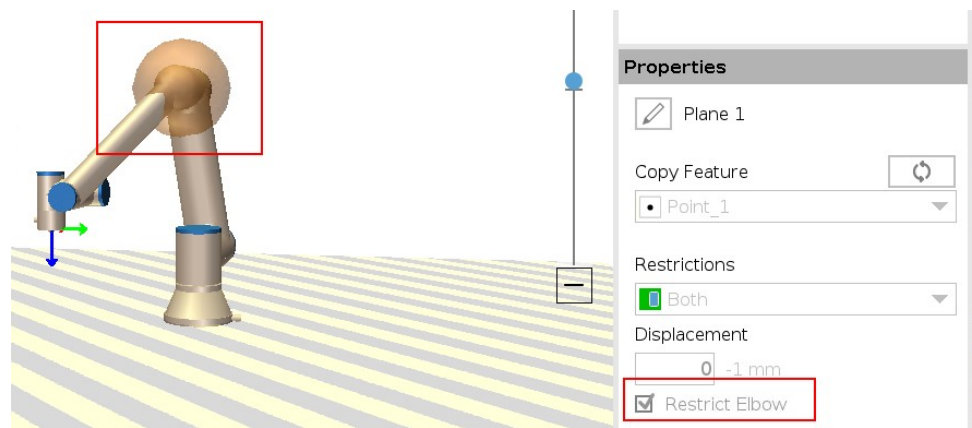 Properties
Plane 1
Copy Feature
Point_1
Restrictions
Both
Displacement
0 -1 mm
Restrict Elbow